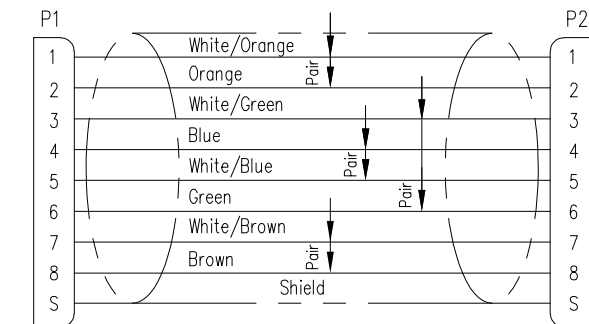 P1 P2
White/Orange
1 Pair 1
Orange
2 2
White/Green
3 3
Blue
4 Pair 4
White/Blue
5 Pair 5
Green
6 6
White/Brown
7 Pair 7
Brown
8 8
Shield
S S